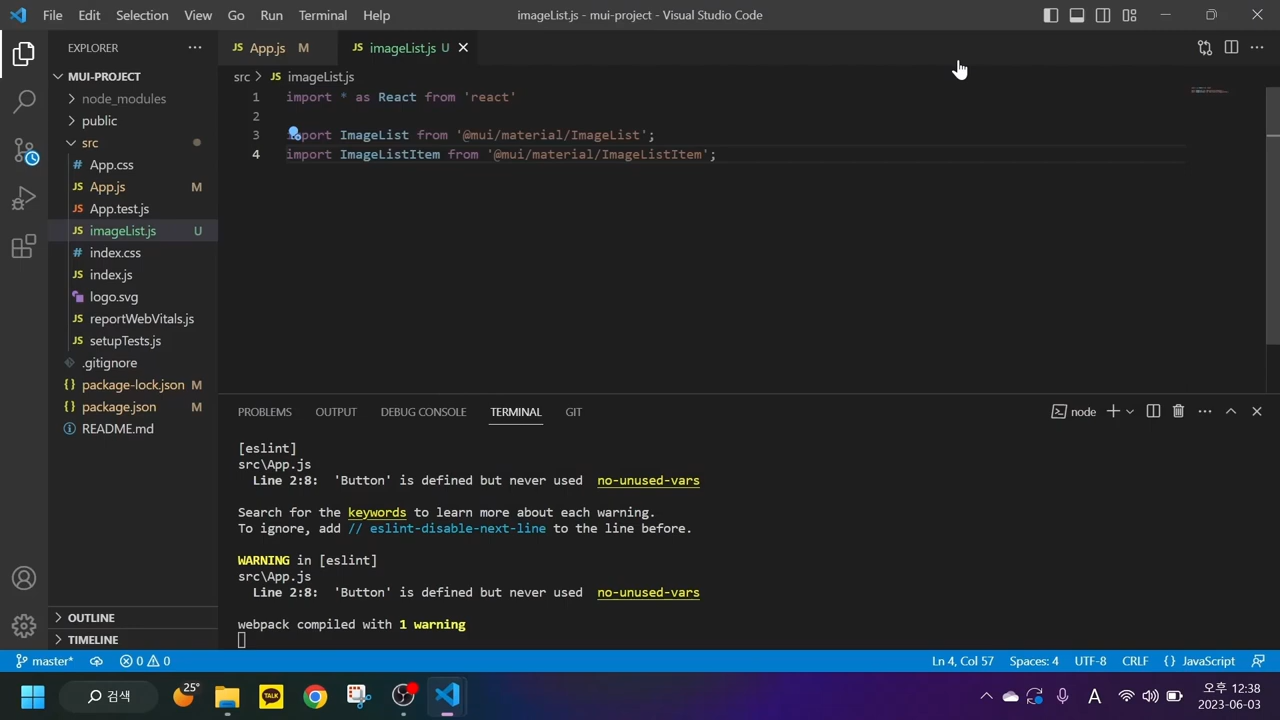 File Edit Selection View Go Run Terminal Help
imageList.js - mui-project - Visual Studio Code
EXPLORER
MUI-PROJECT
node_modules
public
src
# App.css
JS App.js M
JS App.test.js
JS imageList.js U
# index.css
JS index.js
logo.svg
JS reportWebVitals.js
JS setupTests.js
.gitignore
{} package-lock.json M
{} package.json M
README.md
OUTLINE
TIMELINE
JS App.js M
JS imageList.js U
src > JS imageList.js
1 import * as React from 'react'
2
3 port ImageList from '@mui/material/ImageList';
4 import ImageListItem from '@mui/material/ImageListItem';
PROBLEMS OUTPUT DEBUG CONSOLE TERMINAL GIT
node
[eslint]
src\App.js
Line 2:8: 'Button' is defined but never used no-unused-vars
Search for the keywords to learn more about each warning.
To ignore, add // eslint-disable-next-line to the line before.
WARNING in [eslint]
src\App.js
Line 2:8: 'Button' is defined but never used no-unused-vars
webpack compiled with 1 warning
master* 0 0
Ln 4, Col 57 Spaces: 4 UTF-8 CRLF {} JavaScript
검색
25°
TALK
A
오후 12:38
2023-06-03